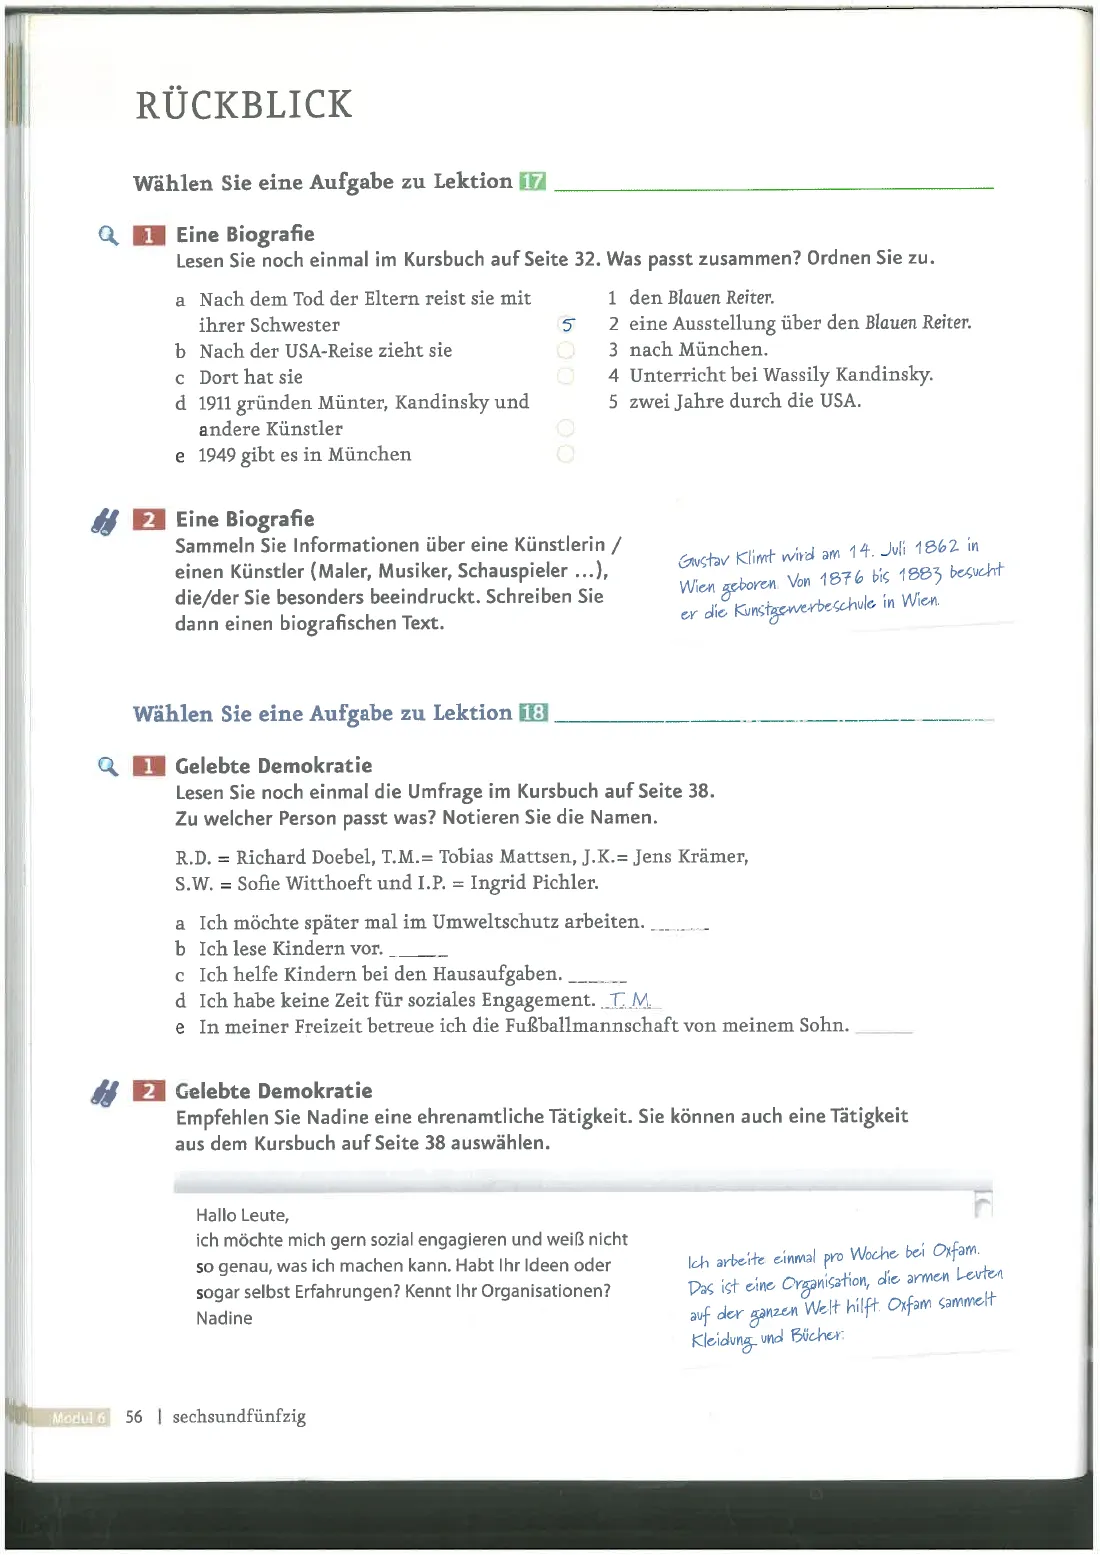 RÜCKBLICK
Wählen Sie eine Aufgabe zu Lektion 17
1 Eine Biografie
Lesen Sie noch einmal im Kursbuch auf Seite 32. Was passt zusammen? Ordnen Sie zu.
a Nach dem Tod der Eltern reist sie mit
ihrer Schwester 5
b Nach der USA-Reise zieht sie
c Dort hat sie
d 1911 gründen Münter, Kandinsky und
andere Künstler
e 1949 gibt es in München
1 den Blauen Reiter.
2 eine Ausstellung über den Blauen Reiter.
3 nach München.
4 Unterricht bei Wassily Kandinsky.
5 zwei Jahre durch die USA.
2 Eine Biografie
Sammeln Sie Informationen über eine Künstlerin /
einen Künstler (Maler, Musiker, Schauspieler ...),
die/der Sie besonders beeindruckt. Schreiben Sie
dann einen biografischen Text.
Gustav Klimt wird am 14. Juli 1862 in
Wien geboren. Von 1876 bis 1883 besucht
er die Kunstgewerbeschule in Wien.
Wählen Sie eine Aufgabe zu Lektion 18
1 Gelebte Demokratie
Lesen Sie noch einmal die Umfrage im Kursbuch auf Seite 38.
Zu welcher Person passt was? Notieren Sie die Namen.
R.D. = Richard Doebel, T.M.= Tobias Mattsen, J.K.= Jens Krämer,
S.W. = Sofie Witthoeft und I.P. = Ingrid Pichler.
a Ich möchte später mal im Umweltschutz arbeiten.
b Ich lese Kindern vor.
c Ich helfe Kindern bei den Hausaufgaben.
d Ich habe keine Zeit für soziales Engagement. T. M.
e In meiner Freizeit betreue ich die Fußballmannschaft von meinem Sohn.
2 Gelebte Demokratie
Empfehlen Sie Nadine eine ehrenamtliche Tätigkeit. Sie können auch eine Tätigkeit
aus dem Kursbuch auf Seite 38 auswählen.
Hallo Leute,
ich möchte mich gern sozial engagieren und weiß nicht
so genau, was ich machen kann. Habt Ihr Ideen oder
sogar selbst Erfahrungen? Kennt Ihr Organisationen?
Nadine
Ich arbeite einmal pro Woche bei Oxfam.
Das ist eine Organisation, die armen Leuten
auf der ganzen Welt hilft. Oxfam sammelt
Kleidung und Bücher.
Modul 6 56 | sechsundfünfzig